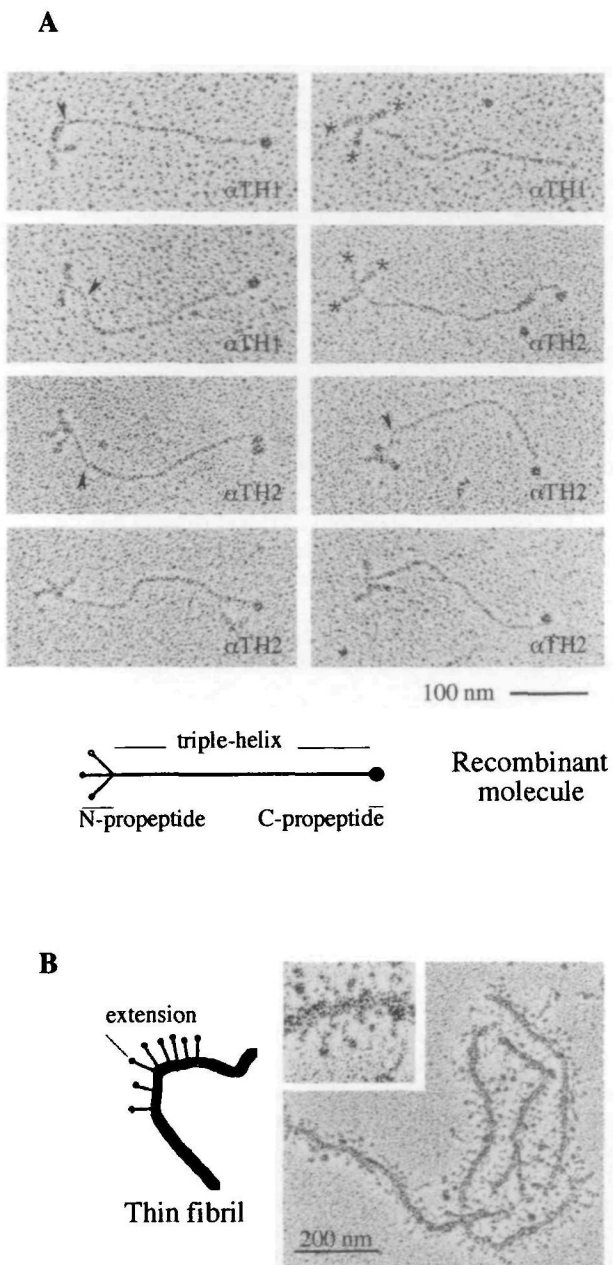 A
αTH1
αTH1
αTH1
αTH2
αTH2
αTH2
αTH2
αTH2
100 nm
triple-helix
N-propeptide
C-propeptide
Recombinant
molecule
B
extension
Thin fibril
200 nm